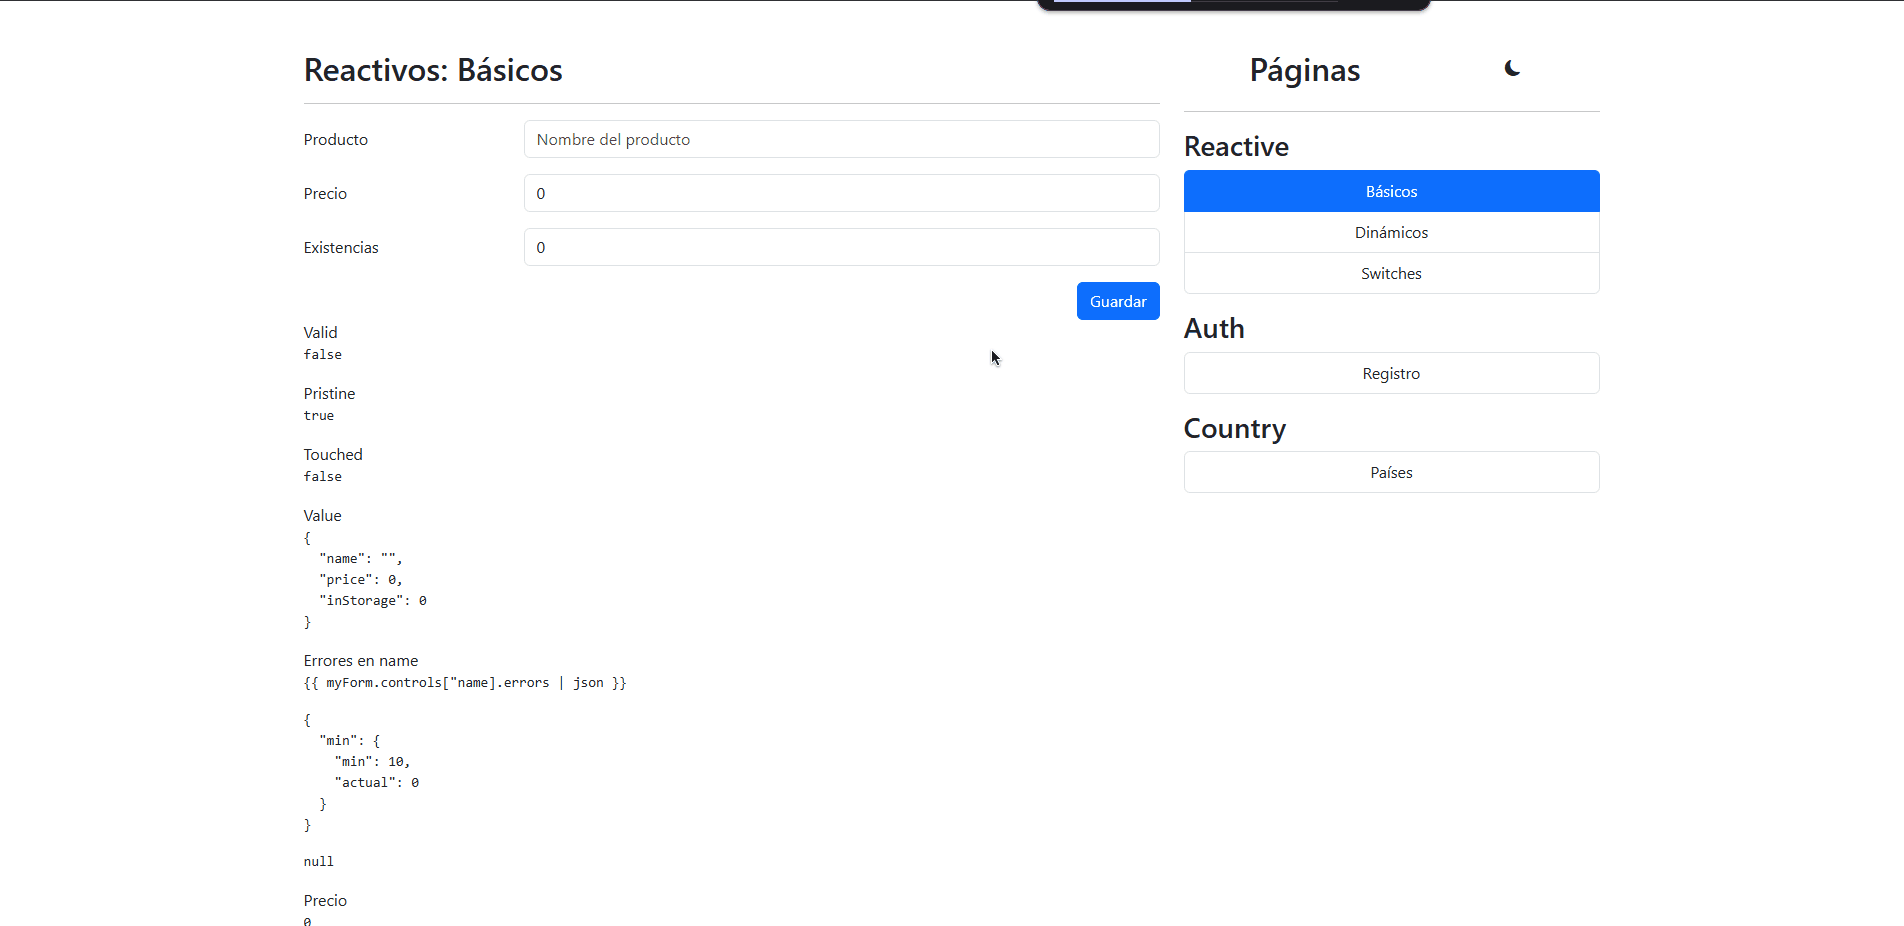 Reactivos: Básicos
Producto
Nombre del producto
Precio
0
Existencias
0
Guardar
Valid
false
Pristine
true
Touched
false
Value
{
  "name": "",
  "price": 0,
  "inStorage": 0
}
Errores en name
{{ myForm.controls["name].errors | json }}
{
  "min": {
    "min": 10,
    "actual": 0
  }
}
null
Precio
0
Páginas
Reactive
Básicos
Dinámicos
Switches
Auth
Registro
Country
Países